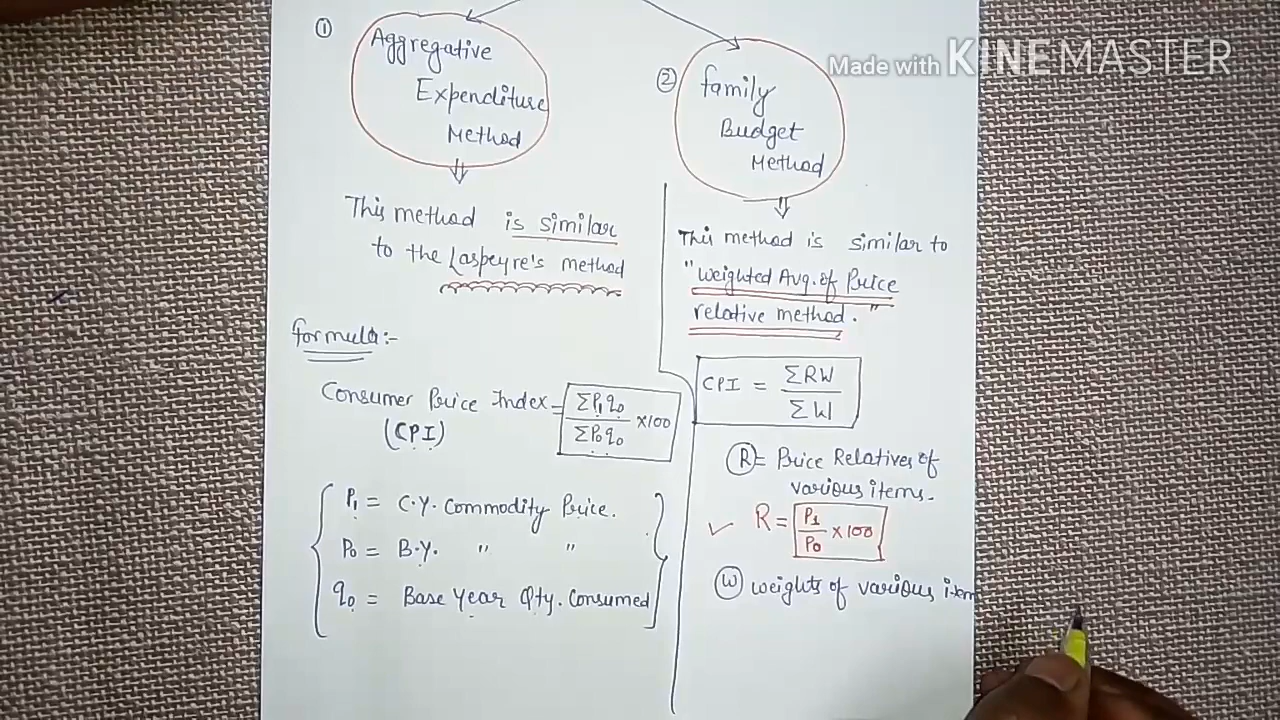 Made with KINEMASTER
①
Aggregative
Expenditure
Method
This method is similar
to the Laspeyre's method
Formula:-
Consumer Price Index = ΣP₁q₀ / ΣP₀q₀ ×100
(CPI)
P₁ = C.Y. Commodity Price.
P₀ = B.Y. " "
q₀ = Base Year Qty. Consumed
②
Family
Budget
Method
This method is similar to
"Weighted Avg. of Price
relative method."
CPI = ΣRW / ΣW
R = Price Relatives of
various items.
R = P₁ / P₀ ×100
W weights of various item